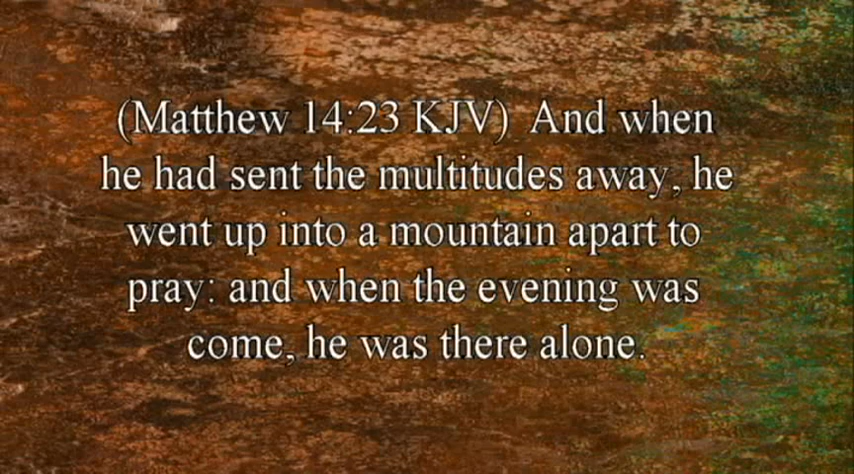 (Matthew 14:23 KJV)  And when
he had sent the multitudes away, he
went up into a mountain apart to
pray: and when the evening was
come, he was there alone.